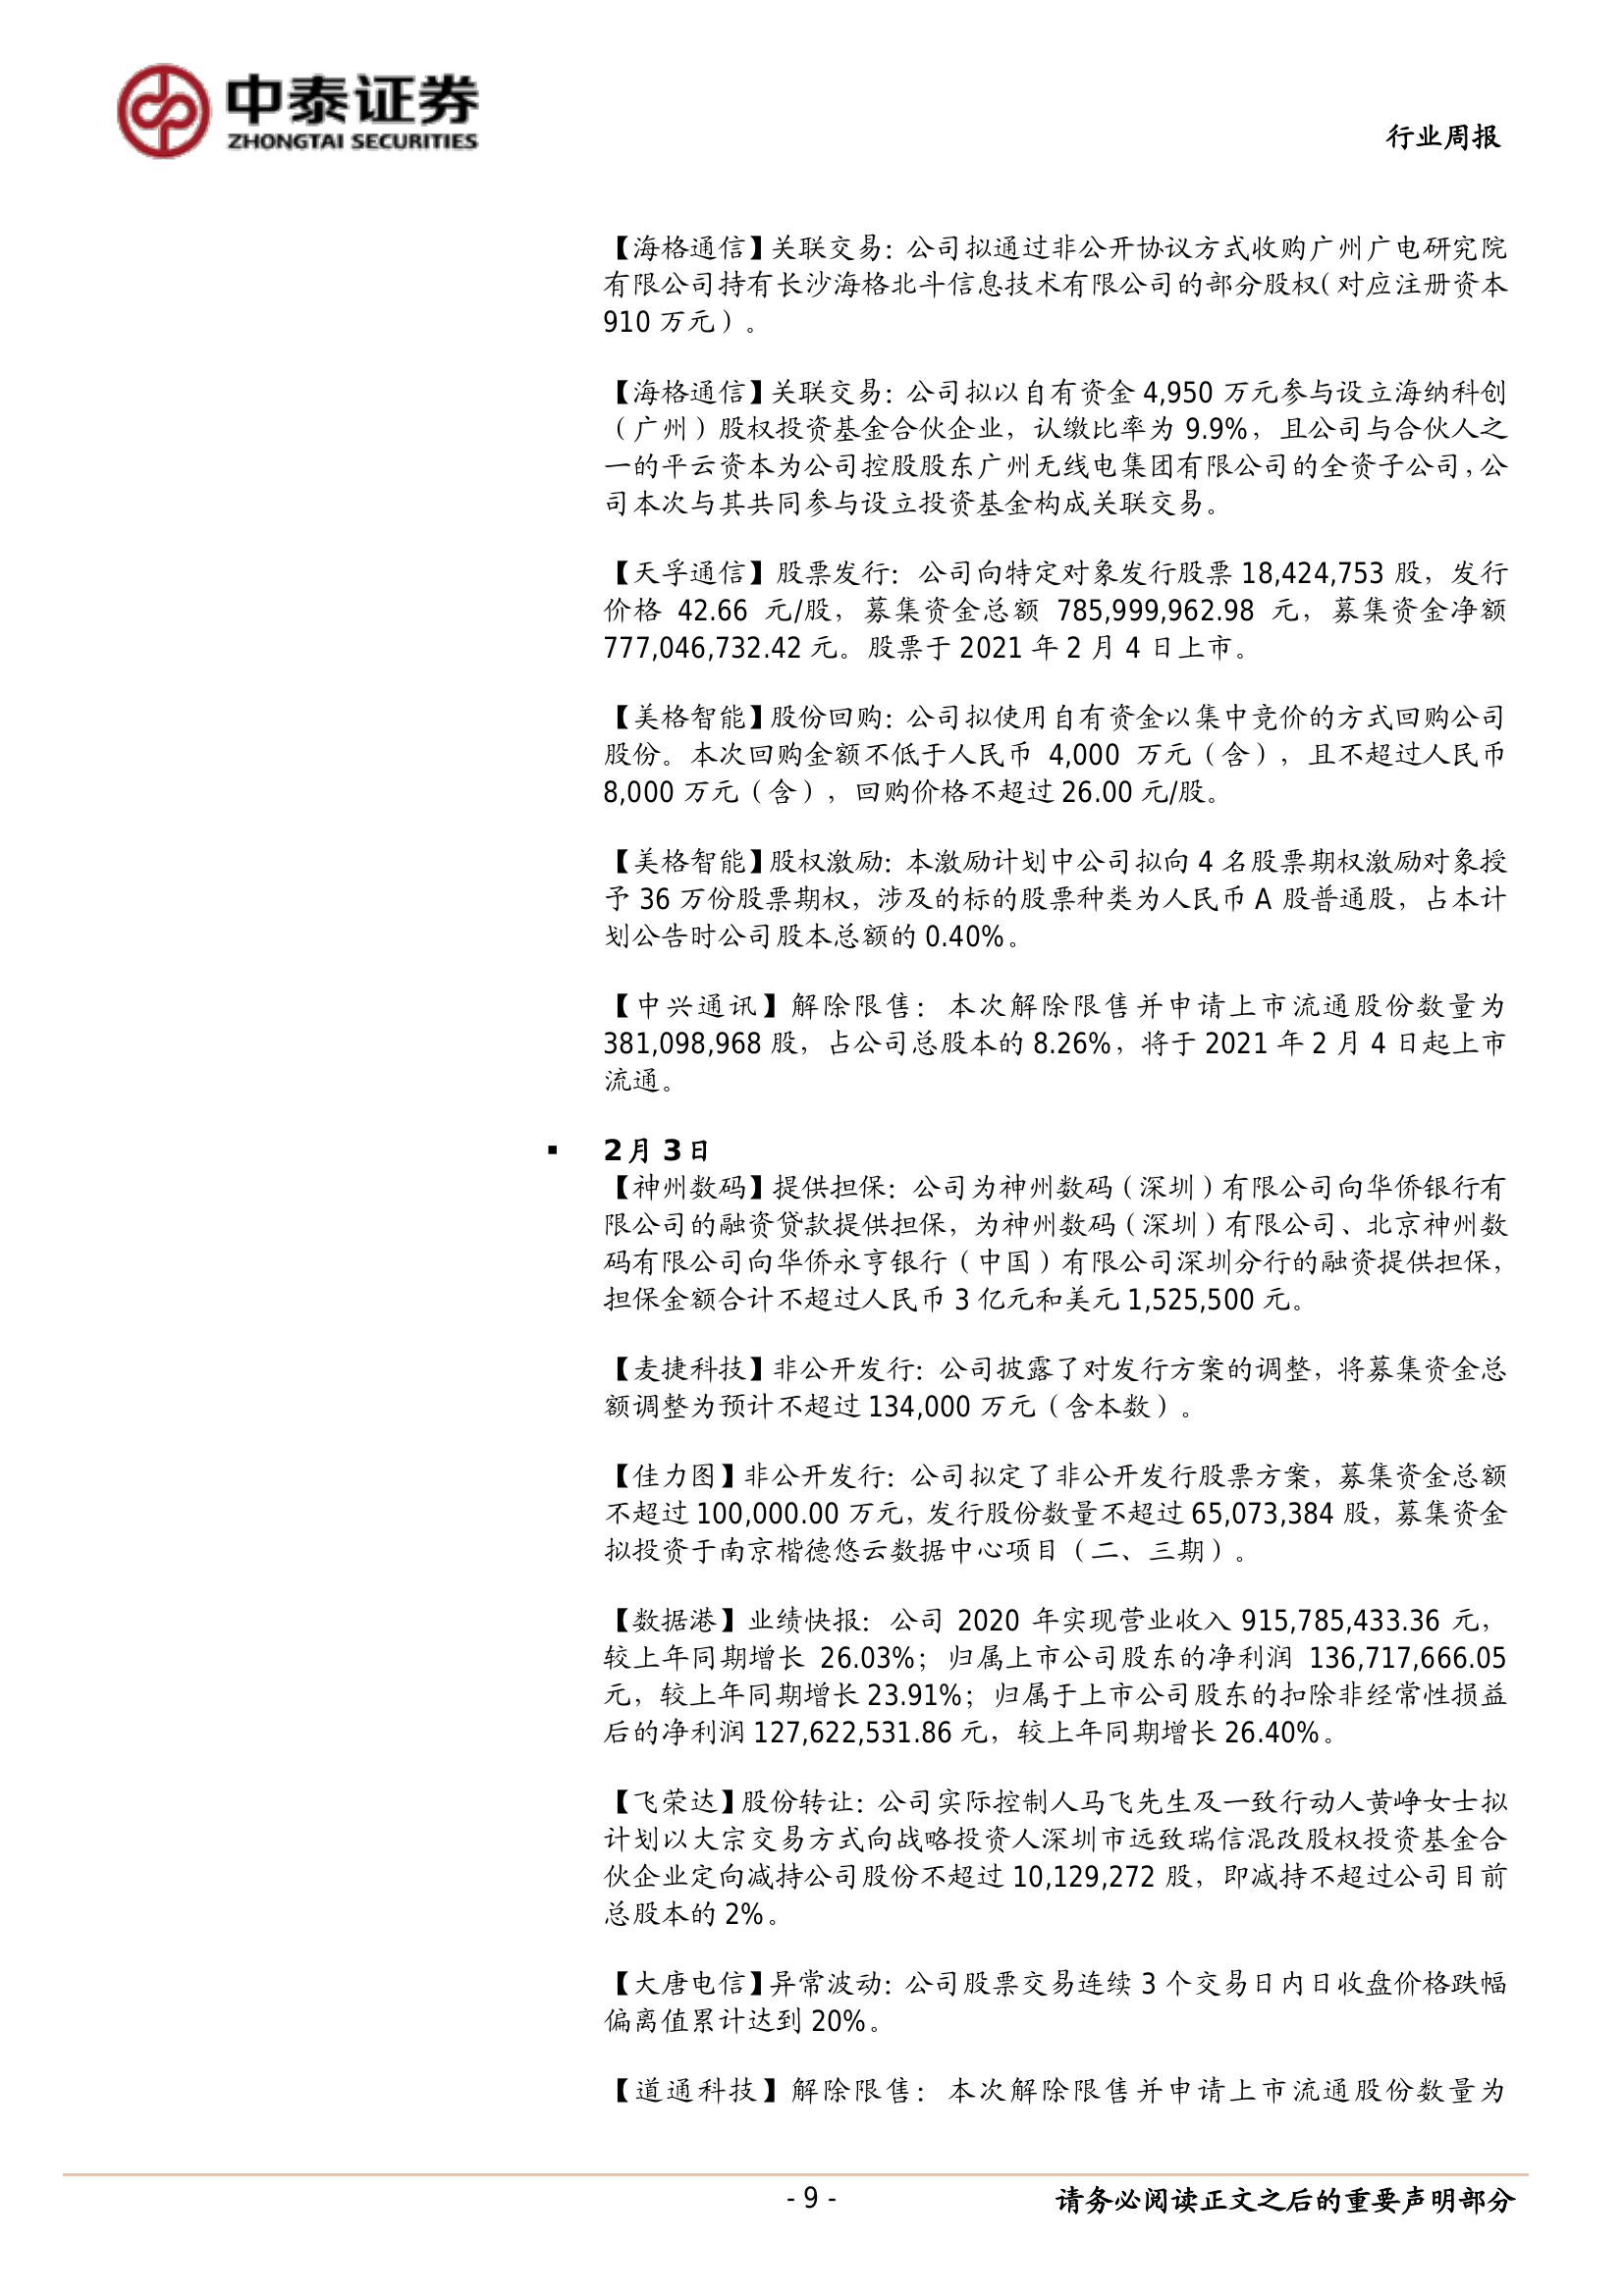 中泰证券
ZHONGTAI SECURITIES
行业周报
【海格通信】关联交易：公司拟通过非公开协议方式收购广州广电研究院
有限公司持有长沙海格北斗信息技术有限公司的部分股权（对应注册资本
910 万元）。
【海格通信】关联交易：公司拟以自有资金 4,950 万元参与设立海纳科创
（广州）股权投资基金合伙企业，认缴比率为 9.9%，且公司与合伙人之
一的平云资本为公司控股股东广州无线电集团有限公司的全资子公司，公
司本次与其共同参与设立投资基金构成关联交易。
【天孚通信】股票发行：公司向特定对象发行股票 18,424,753 股，发行
价格 42.66 元/股，募集资金总额 785,999,962.98 元，募集资金净额
777,046,732.42 元。股票于 2021 年 2 月 4 日上市。
【美格智能】股份回购：公司拟使用自有资金以集中竞价的方式回购公司
股份。本次回购金额不低于人民币 4,000 万元（含），且不超过人民币
8,000 万元（含），回购价格不超过 26.00 元/股。
【美格智能】股权激励：本激励计划中公司拟向 4 名股票期权激励对象授
予 36 万份股票期权，涉及的标的股票种类为人民币 A 股普通股，占本计
划公告时公司股本总额的 0.40%。
【中兴通讯】解除限售：本次解除限售并申请上市流通股份数量为
381,098,968 股，占公司总股本的 8.26%，将于 2021 年 2 月 4 日起上市
流通。
▪ 2 月 3 日
【神州数码】提供担保：公司为神州数码（深圳）有限公司向华侨银行有
限公司的融资贷款提供担保，为神州数码（深圳）有限公司、北京神州数
码有限公司向华侨永亨银行（中国）有限公司深圳分行的融资提供担保，
担保金额合计不超过人民币 3 亿元和美元 1,525,500 元。
【麦捷科技】非公开发行：公司披露了对发行方案的调整，将募集资金总
额调整为预计不超过 134,000 万元（含本数）。
【佳力图】非公开发行：公司拟定了非公开发行股票方案，募集资金总额
不超过 100,000.00 万元，发行股份数量不超过 65,073,384 股，募集资金
拟投资于南京楷德悠云数据中心项目（二、三期）。
【数据港】业绩快报：公司 2020 年实现营业收入 915,785,433.36 元，
较上年同期增长 26.03%；归属上市公司股东的净利润 136,717,666.05
元，较上年同期增长 23.91%；归属于上市公司股东的扣除非经常性损益
后的净利润 127,622,531.86 元，较上年同期增长 26.40%。
【飞荣达】股份转让：公司实际控制人马飞先生及一致行动人黄峥女士拟
计划以大宗交易方式向战略投资人深圳市远致瑞信混改股权投资基金合
伙企业定向减持公司股份不超过 10,129,272 股，即减持不超过公司目前
总股本的 2%。
【大唐电信】异常波动：公司股票交易连续 3 个交易日内日收盘价格跌幅
偏离值累计达到 20%。
【道通科技】解除限售：本次解除限售并申请上市流通股份数量为
- 9 -
请务必阅读正文之后的重要声明部分